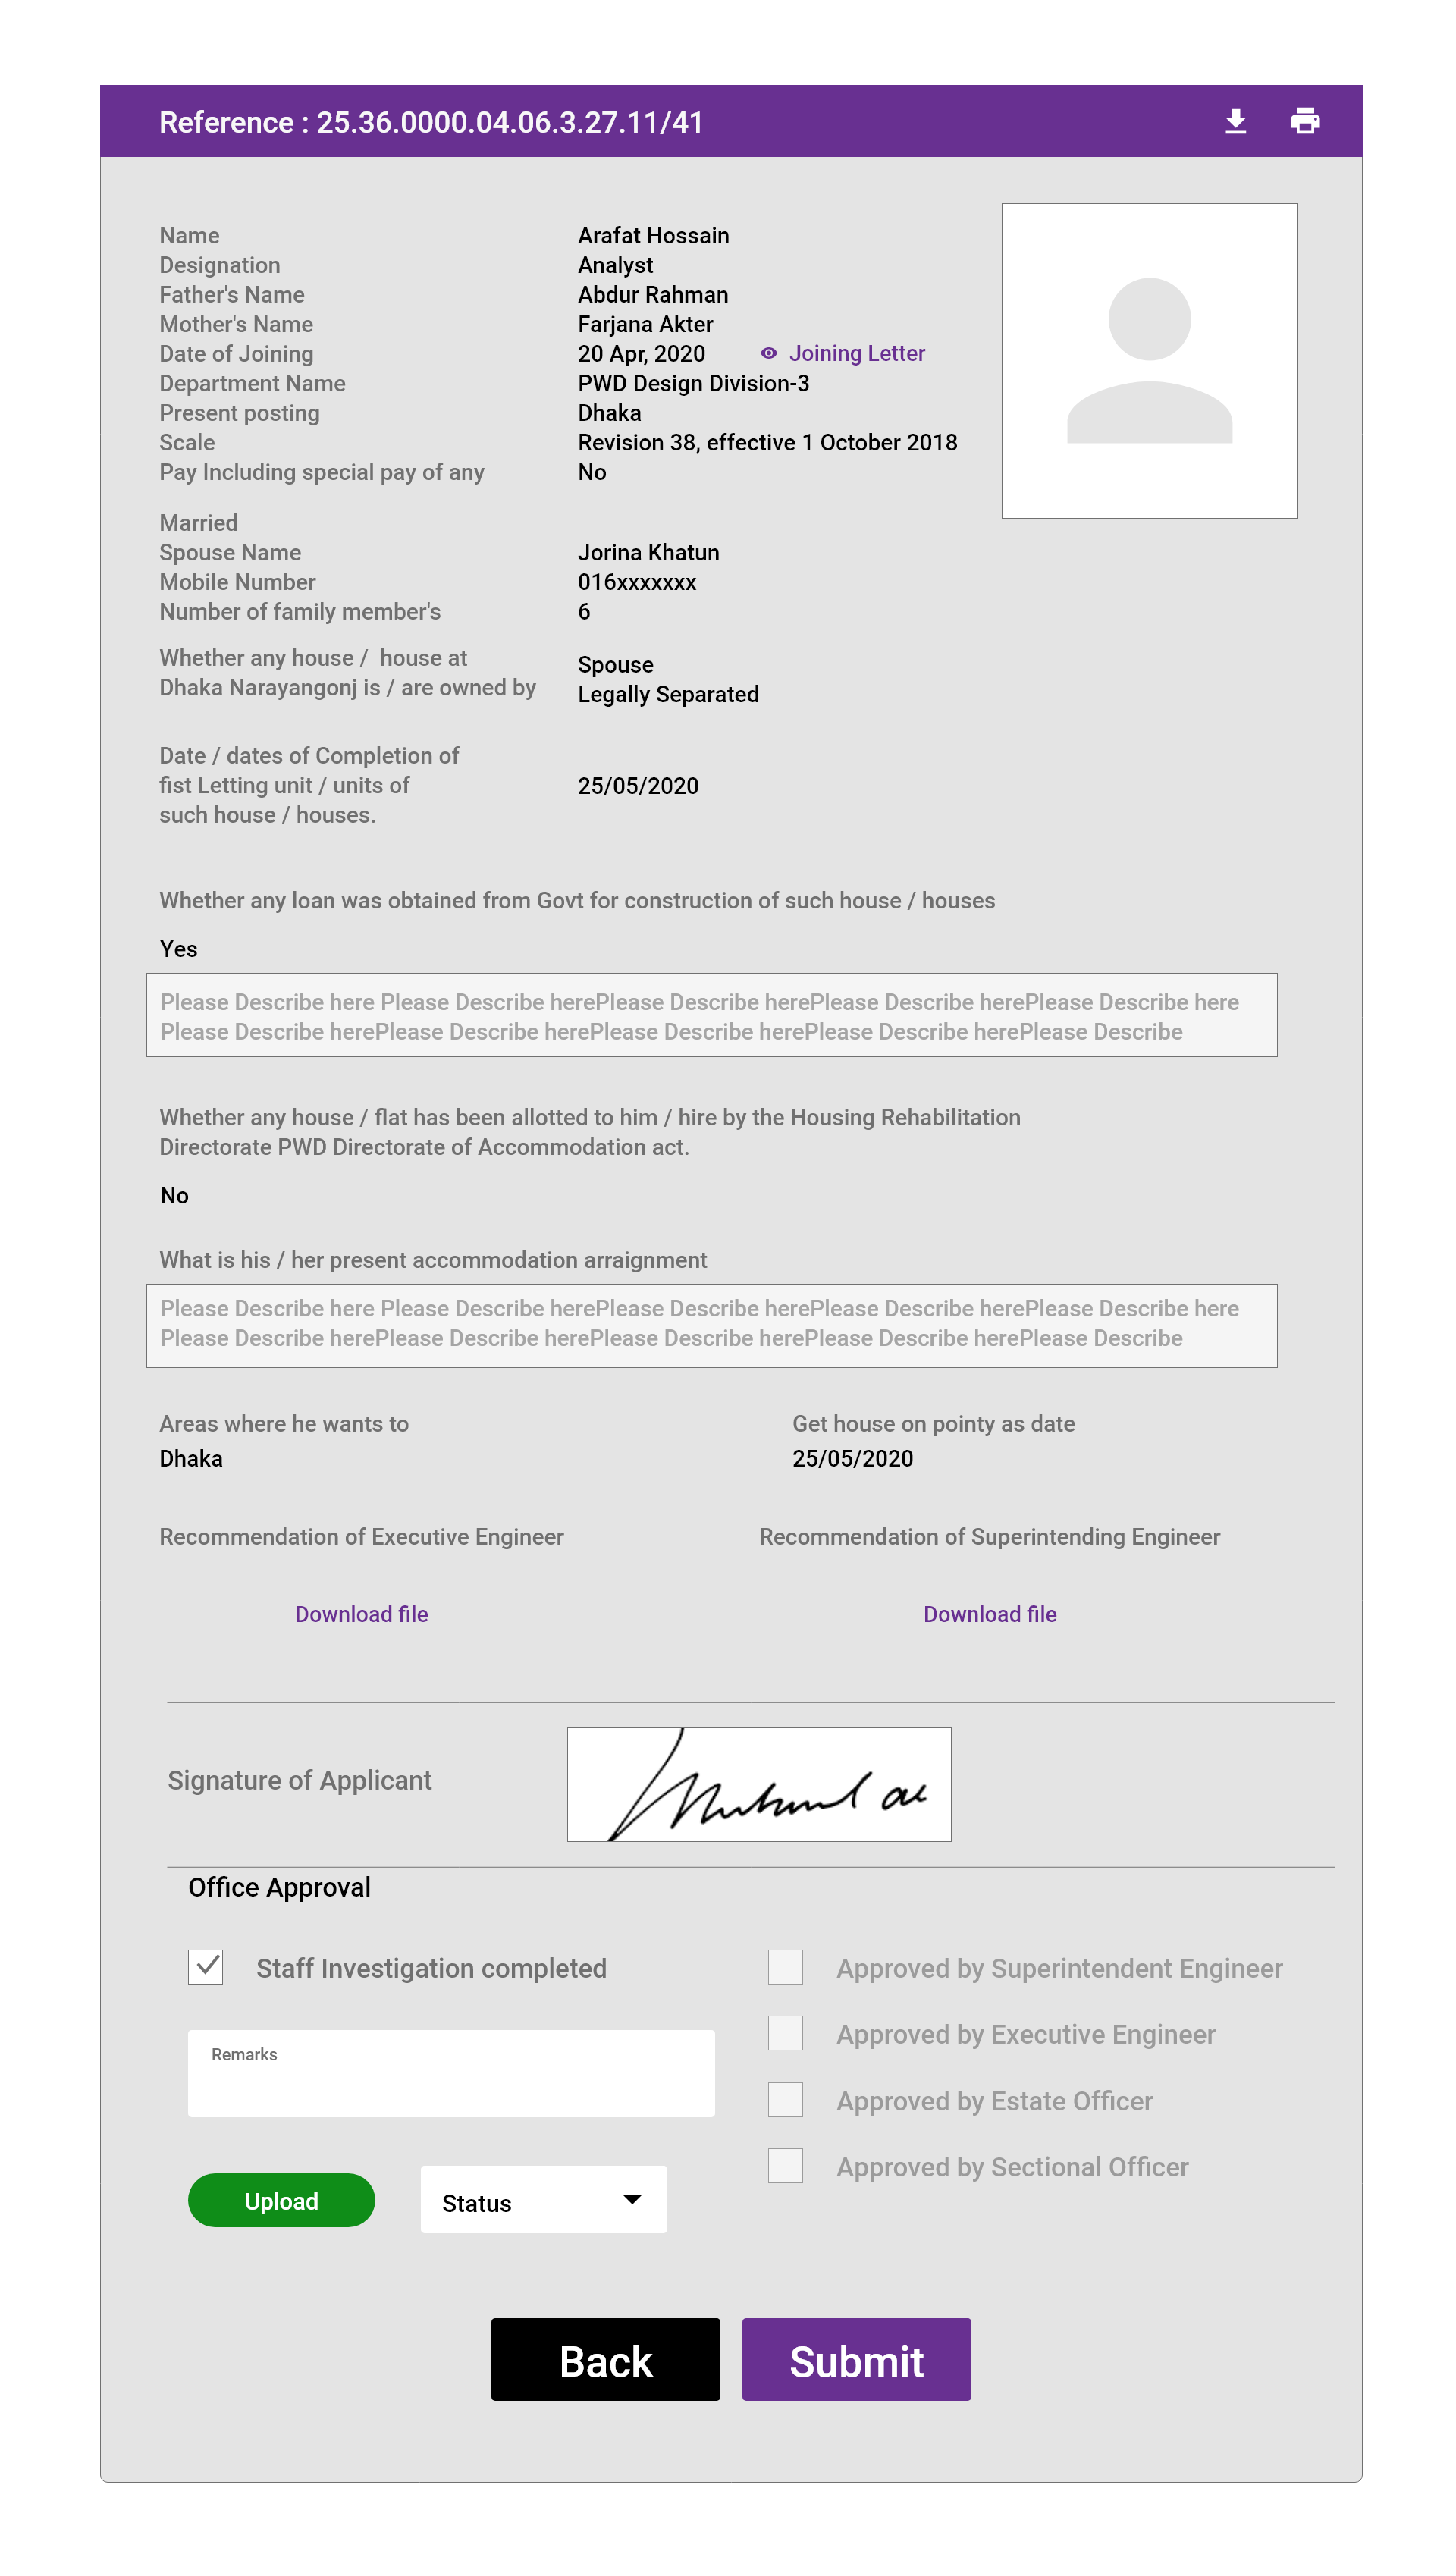 Reference : 25.36.0000.04.06.3.27.11/41
Name Arafat Hossain
Designation Analyst
Father's Name Abdur Rahman
Mother's Name Farjana Akter
Date of Joining 20 Apr, 2020 Joining Letter
Department Name PWD Design Division-3
Present posting Dhaka
Scale Revision 38, effective 1 October 2018
Pay Including special pay of any No
Married
Spouse Name Jorina Khatun
Mobile Number 016xxxxxxx
Number of family member's 6
Whether any house / house at Spouse
Dhaka Narayangonj is / are owned by Legally Separated
Date / dates of Completion of
fist Letting unit / units of 25/05/2020
such house / houses.
Whether any loan was obtained from Govt for construction of such house / houses
Yes
Please Describe here Please Describe herePlease Describe herePlease Describe herePlease Describe here
Please Describe herePlease Describe herePlease Describe herePlease Describe herePlease Describe
Whether any house / flat has been allotted to him / hire by the Housing Rehabilitation
Directorate PWD Directorate of Accommodation act.
No
What is his / her present accommodation arraignment
Please Describe here Please Describe herePlease Describe herePlease Describe herePlease Describe here
Please Describe herePlease Describe herePlease Describe herePlease Describe herePlease Describe
Areas where he wants to Get house on pointy as date
Dhaka 25/05/2020
Recommendation of Executive Engineer Recommendation of Superintending Engineer
Download file Download file
Signature of Applicant
Office Approval
Staff Investigation completed Approved by Superintendent Engineer
Approved by Executive Engineer
Remarks
Approved by Estate Officer
Approved by Sectional Officer
Upload Status
Back Submit